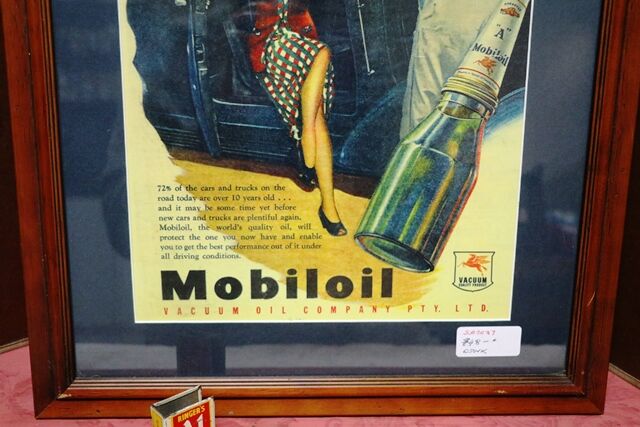 "A"
Mobiloil
72% of the cars and trucks on the
road today are over 10 years old . . .
and it may be some time yet before
new cars and trucks are plentiful again.
Mobiloil, the world's quality oil, will
protect the one you now have and enable
you to get the best performance out of it under
all driving conditions.
Mobiloil
VACUUM
QUALITY PRODUCT
VACUUM OIL COMPANY PTY. LTD.
$48-
RINGER'S